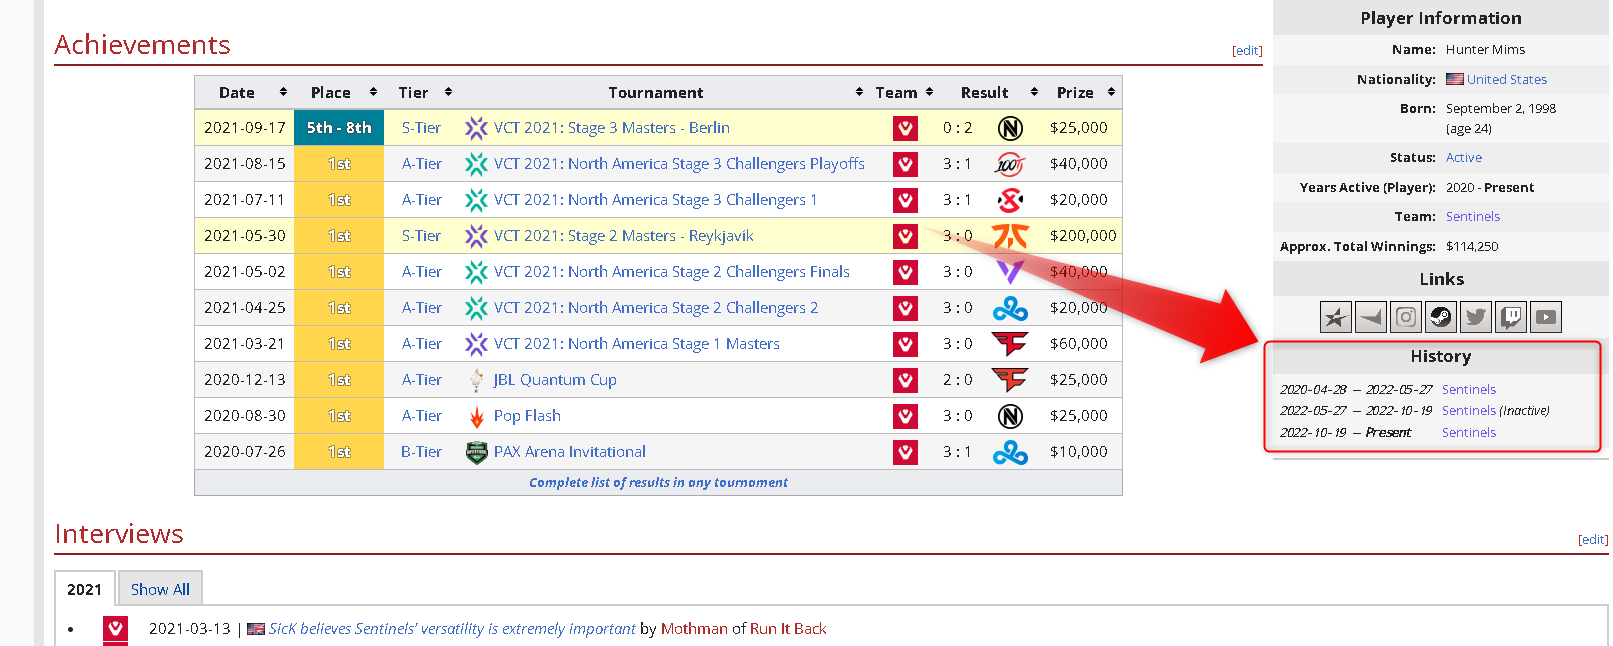 Achievements
[edit]
Date Place Tier Tournament Team Result Prize
2021-09-17 5th - 8th S-Tier VCT 2021: Stage 3 Masters - Berlin 0 : 2 $25,000
2021-08-15 1st A-Tier VCT 2021: North America Stage 3 Challengers Playoffs 3 : 1 100T $40,000
2021-07-11 1st A-Tier VCT 2021: North America Stage 3 Challengers 1 3 : 1 $20,000
2021-05-30 1st S-Tier VCT 2021: Stage 2 Masters - Reykjavík 3 : 0 $200,000
2021-05-02 1st A-Tier VCT 2021: North America Stage 2 Challengers Finals 3 : 0 $40,000
2021-04-25 1st A-Tier VCT 2021: North America Stage 2 Challengers 2 3 : 0 $20,000
2021-03-21 1st A-Tier VCT 2021: North America Stage 1 Masters 3 : 0 $60,000
2020-12-13 1st A-Tier JBL Quantum Cup 2 : 0 $25,000
2020-08-30 1st A-Tier Pop Flash 3 : 0 $25,000
2020-07-26 1st B-Tier PAX Arena Invitational 3 : 1 $10,000
Complete list of results in any tournament
Player Information
Name: Hunter Mims
Nationality: United States
Born: September 2, 1998
(age 24)
Status: Active
Years Active (Player): 2020 - Present
Team: Sentinels
Approx. Total Winnings: $114,250
Links
History
2020-04-28 — 2022-05-27 Sentinels
2022-05-27 — 2022-10-19 Sentinels (Inactive)
2022-10-19 — Present Sentinels
Interviews
[edit]
2021 Show All
2021-03-13 | SicK believes Sentinels' versatility is extremely important by Mothman of Run It Back